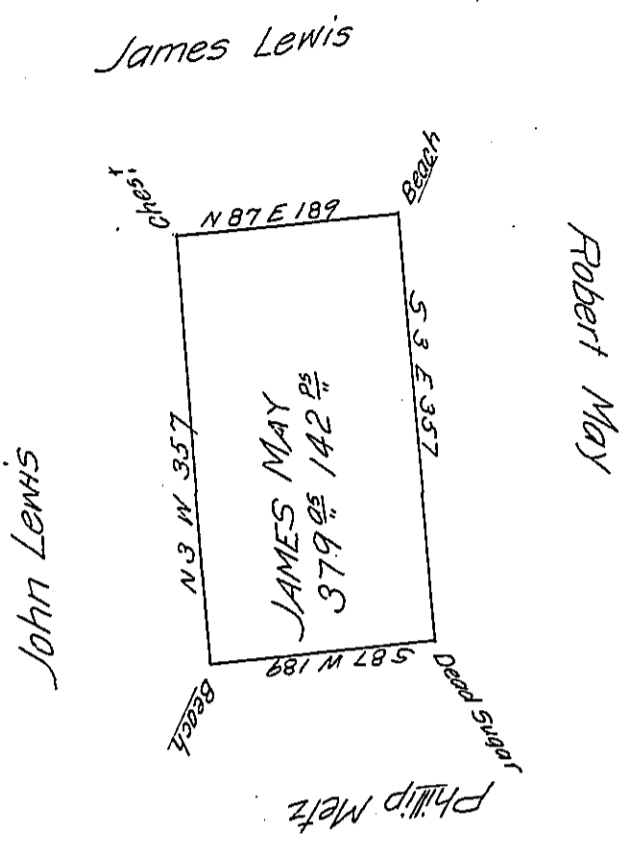 James Lewis
Chest
Beach
N 87 E 189
Robert May
S 3 E 357
JAMES MAY
379 as 142 ps
N 3 W 357
John Lewis
S 87 W 189
Beach
Dead Sugar
Phillip Metz